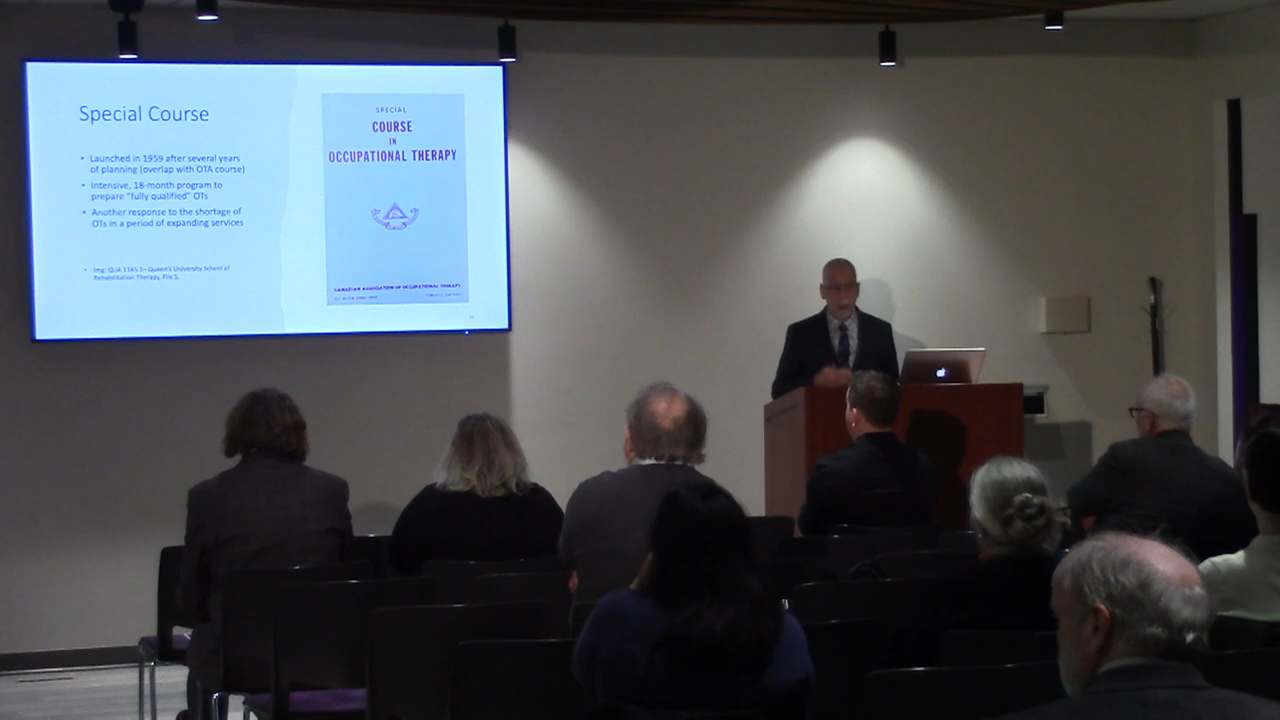 Special Course
• Launched in 1959 after several years
of planning (overlap with OTA course)
• Intensive, 18-month program to
prepare "fully qualified" OTs
• Another response to the shortage of
OTs in a period of expanding services
• Img: QUA 1165.1– Queen's University School of
Rehabilitation Therapy, File 1,
SPECIAL
COURSE
IN
OCCUPATIONAL THERAPY
CANADIAN ASSOCIATION OF OCCUPATIONAL THERAPY